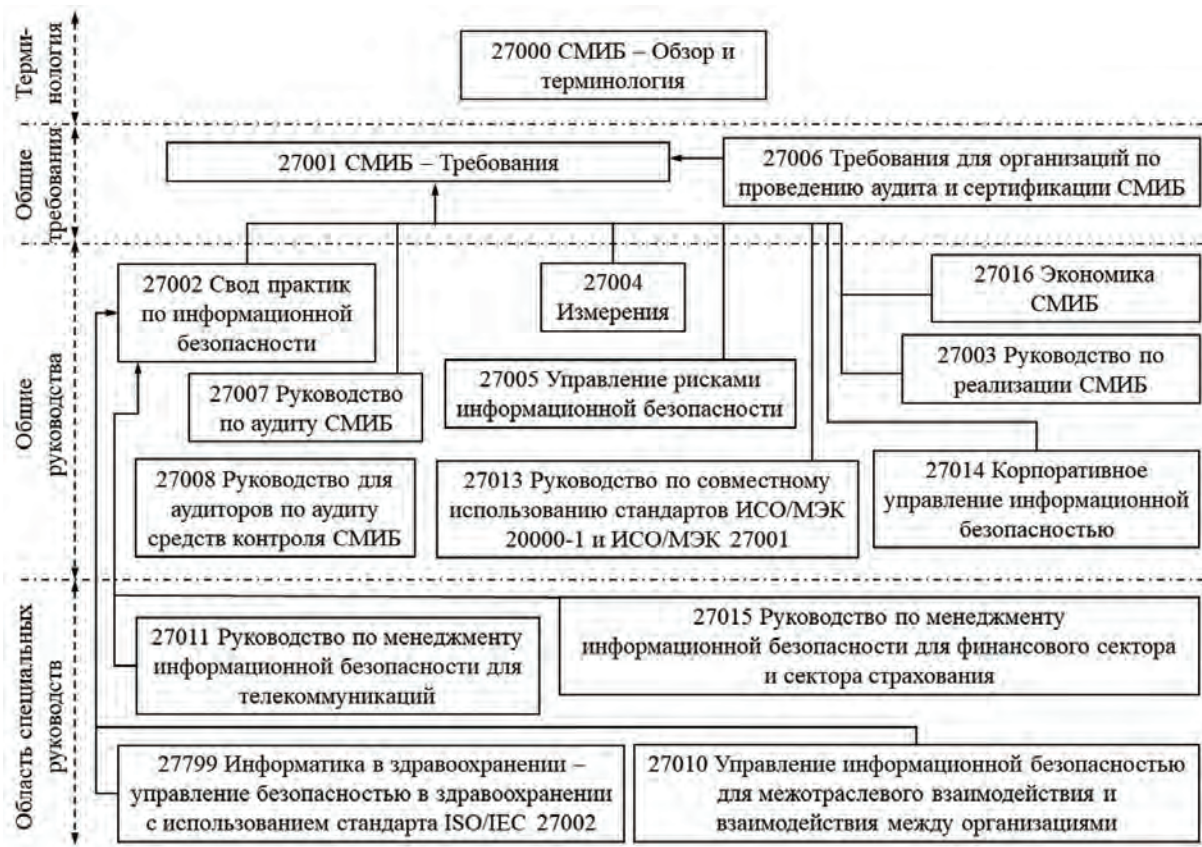 Терми-
нология
27000 СМИБ – Обзор и
терминология
Общие
требования
27001 СМИБ – Требования
27006 Требования для организаций по
проведению аудита и сертификации СМИБ
Общие
руководства
27002 Свод практик
по информационной
безопасности
27004
Измерения
27016 Экономика
СМИБ
27007 Руководство
по аудиту СМИБ
27005 Управление рисками
информационной безопасности
27003 Руководство по
реализации СМИБ
27008 Руководство для
аудиторов по аудиту
средств контроля СМИБ
27013 Руководство по совместному
использованию стандартов ИСО/МЭК
20000-1 и ИСО/МЭК 27001
27014 Корпоративное
управление информационной
безопасностью
Область специальных
руководств
27011 Руководство по менеджменту
информационной безопасности для
телекоммуникаций
27015 Руководство по менеджменту
информационной безопасности для финансового сектора
и сектора страхования
27799 Информатика в здравоохранении –
управление безопасностью в здравоохранении
с использованием стандарта ISO/IEC 27002
27010 Управление информационной безопасностью
для межотраслевого взаимодействия и
взаимодействия между организациями